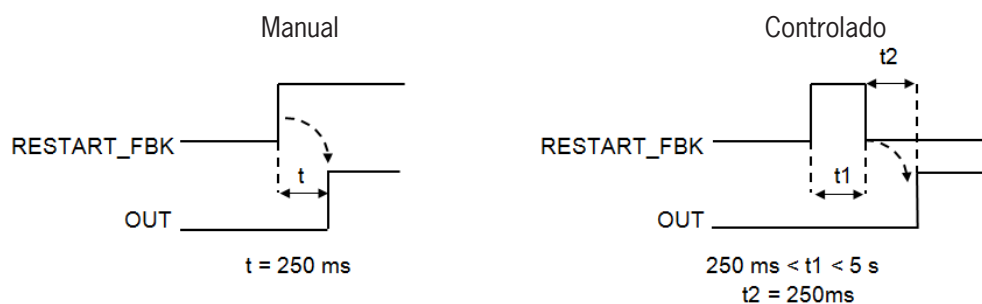 Manual
RESTART_FBK
t
OUT
t = 250 ms
Controlado
t2
RESTART_FBK
t1
OUT
250 ms < t1 < 5 s
t2 = 250ms